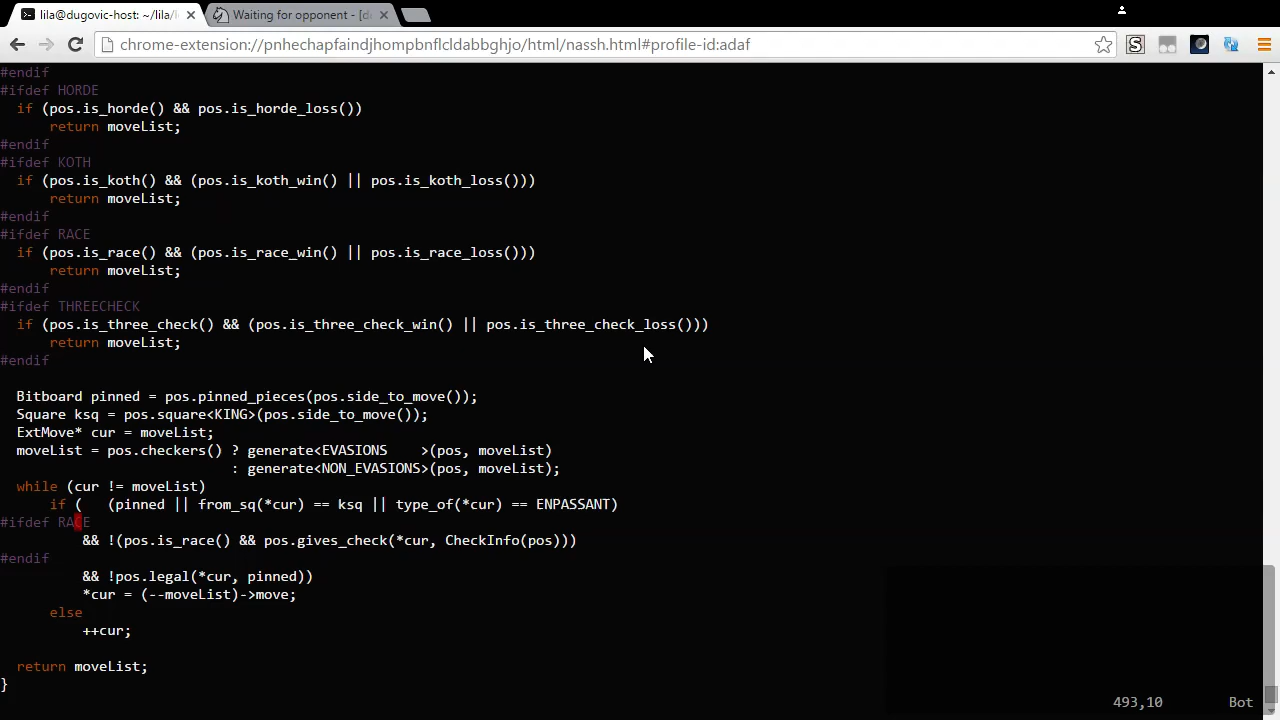 lila@dugovic-host: ~/lila/l
Waiting for opponent - [d
chrome-extension://pnhechapfaindjhompbnflcldabbghjo/html/nassh.html#profile-id:adaf
#endif
#ifdef HORDE
  if (pos.is_horde() && pos.is_horde_loss())
      return moveList;
#endif
#ifdef KOTH
  if (pos.is_koth() && (pos.is_koth_win() || pos.is_koth_loss()))
      return moveList;
#endif
#ifdef RACE
  if (pos.is_race() && (pos.is_race_win() || pos.is_race_loss()))
      return moveList;
#endif
#ifdef THREECHECK
  if (pos.is_three_check() && (pos.is_three_check_win() || pos.is_three_check_loss()))
      return moveList;
#endif
  Bitboard pinned = pos.pinned_pieces(pos.side_to_move());
  Square ksq = pos.square<KING>(pos.side_to_move());
  ExtMove* cur = moveList;
  moveList = pos.checkers() ? generate<EVASIONS    >(pos, moveList)
                            : generate<NON_EVASIONS>(pos, moveList);
  while (cur != moveList)
      if (   (pinned || from_sq(*cur) == ksq || type_of(*cur) == ENPASSANT)
#ifdef RACE
          && !(pos.is_race() && pos.gives_check(*cur, CheckInfo(pos)))
#endif
          && !pos.legal(*cur, pinned))
          *cur = (--moveList)->move;
      else
          ++cur;
  return moveList;
}
493,10 Bot